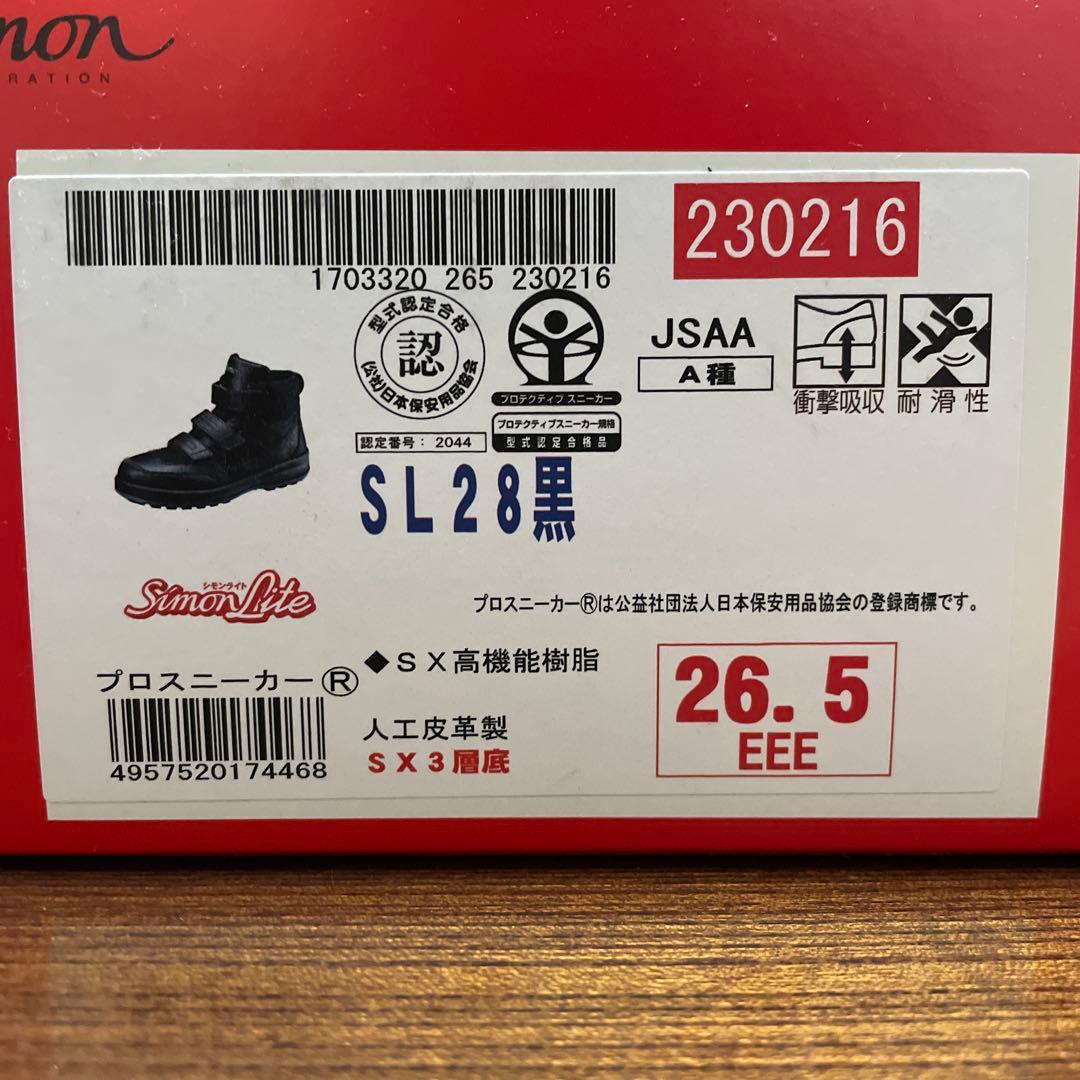 mon
RATION
230216
1703320 265 230216
型式認定合格
認
(公社)日本保安用品協会
認定番号: 2044
プロテクティブ スニーカー
プロテクティブスニーカー規格
型式認定合格品
JSAA
A種
衝撃吸収
耐滑性
SL28黒
シモンライト
Simon Lite
プロスニーカー®は公益社団法人日本保安用品協会の登録商標です。
プロスニーカー®
4957520174468
◆SX高機能樹脂
人工皮革製
SX3層底
26.5
EEE